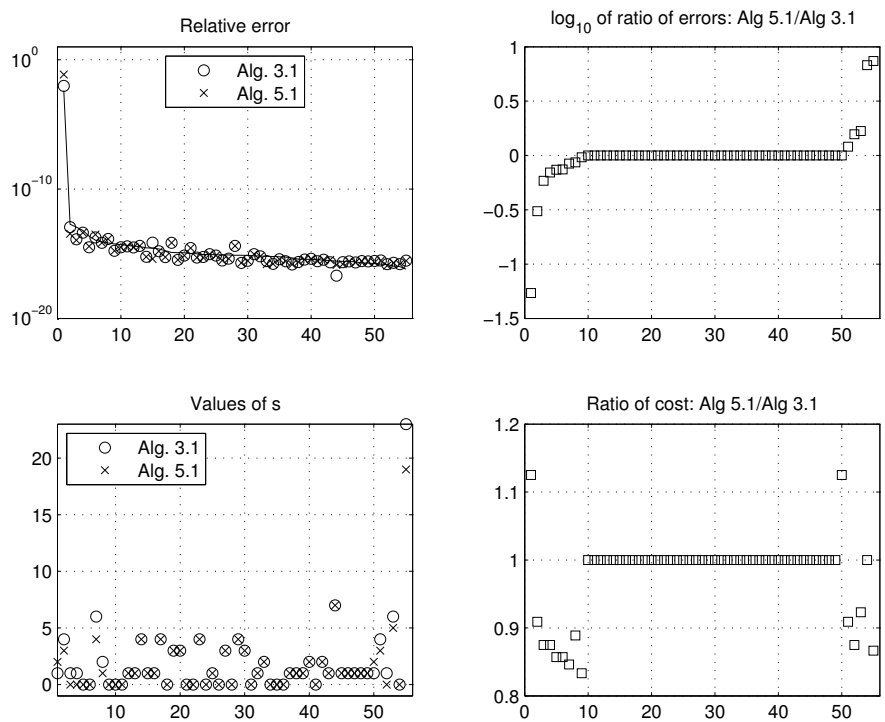 Relative error
10^0
10^−10
10^−20
Alg. 3.1
Alg. 5.1
0 10 20 30 40 50
log10 of ratio of errors: Alg 5.1/Alg 3.1
1
0.5
0
−0.5
−1
−1.5
0 10 20 30 40 50
Values of s
20
15
10
5
0
Alg. 3.1
Alg. 5.1
10 20 30 40 50
Ratio of cost: Alg 5.1/Alg 3.1
1.2
1.1
1
0.9
0.8
0 10 20 30 40 50